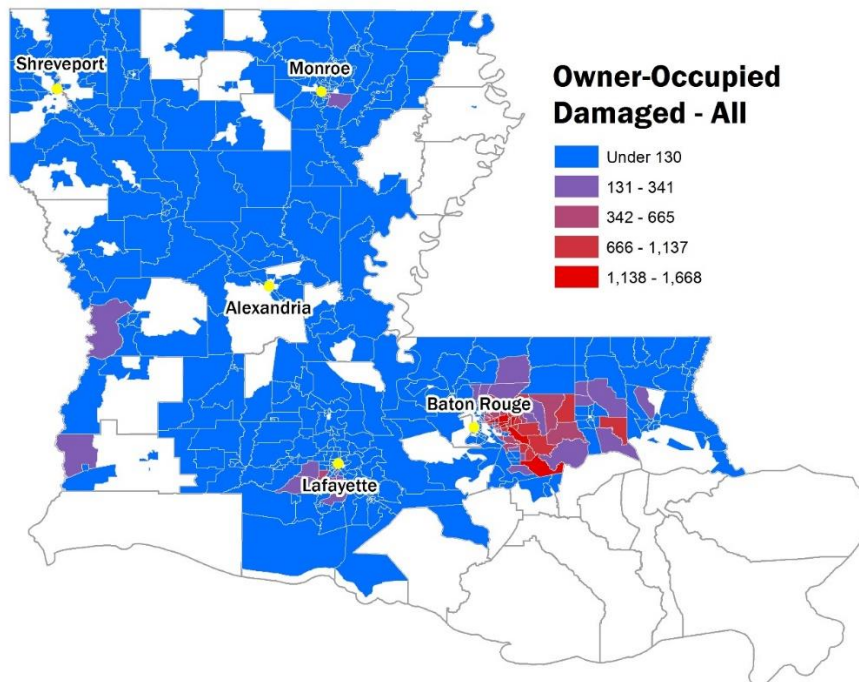 Shreveport
Monroe
Owner-Occupied
Damaged - All
Under 130
131 - 341
342 - 665
666 - 1,137
1,138 - 1,668
Alexandria
Baton Rouge
Lafayette